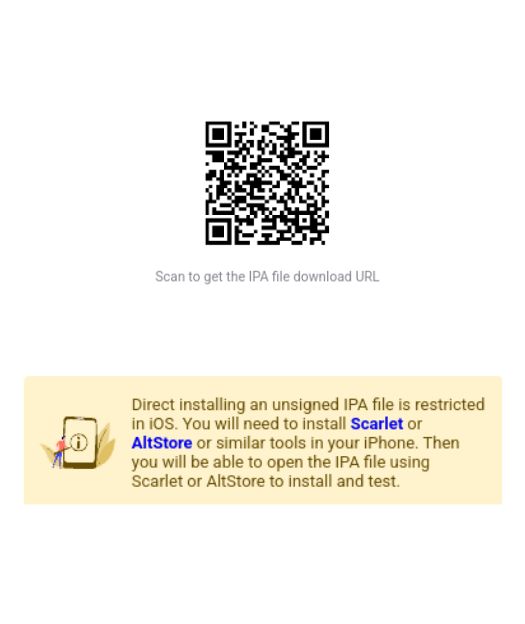 Scan to get the IPA file download URL
Direct installing an unsigned IPA file is restricted
in iOS. You will need to install Scarlet or
AltStore or similar tools in your iPhone. Then
you will be able to open the IPA file using
Scarlet or AltStore to install and test.